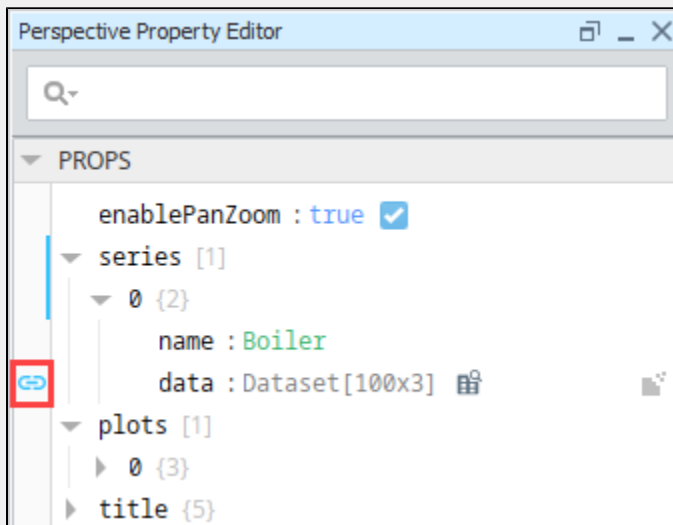 Perspective Property Editor
PROPS
enablePanZoom : true
series [1]
0 {2}
name : Boiler
data : Dataset[100x3]
plots [1]
0 {3}
title {5}